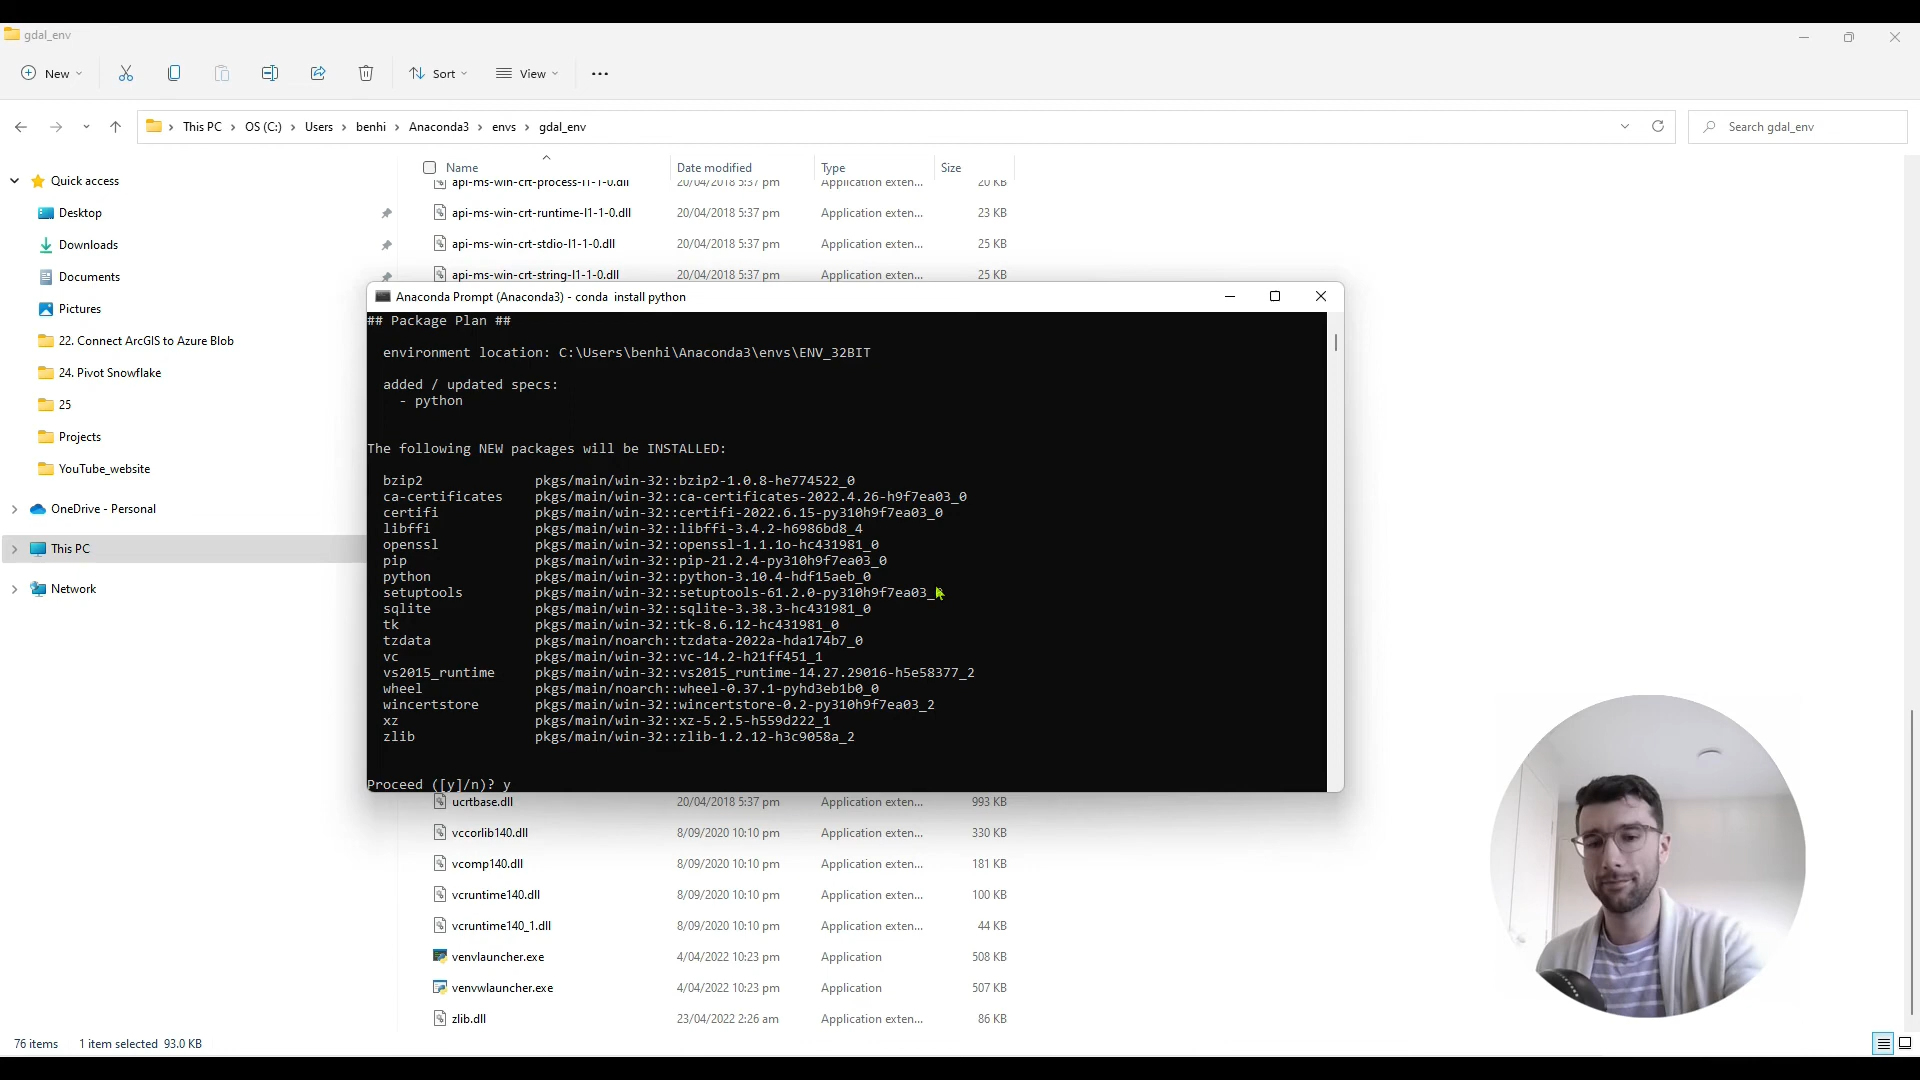 gdal_env
New
Sort
View
This PC > OS (C:) > Users > benhi > Anaconda3 > envs > gdal_env
Search gdal_env
Name Date modified Type Size
Quick access
Desktop
Downloads
Documents
Pictures
22. Connect ArcGIS to Azure Blob
24. Pivot Snowflake
25
Projects
YouTube_website
OneDrive - Personal
This PC
Network
api-ms-win-crt-process-l1-1-0.dll 20/04/2018 5:37 pm Application exten... 20 KB
api-ms-win-crt-runtime-l1-1-0.dll 20/04/2018 5:37 pm Application exten... 23 KB
api-ms-win-crt-stdio-l1-1-0.dll 20/04/2018 5:37 pm Application exten... 25 KB
api-ms-win-crt-string-l1-1-0.dll 20/04/2018 5:37 pm Application exten... 25 KB
Anaconda Prompt (Anaconda3) - conda install python
## Package Plan ##
environment location: C:\Users\benhi\Anaconda3\envs\ENV_32BIT
added / updated specs:
- python
The following NEW packages will be INSTALLED:
bzip2 pkgs/main/win-32::bzip2-1.0.8-he774522_0
ca-certificates pkgs/main/win-32::ca-certificates-2022.4.26-h9f7ea03_0
certifi pkgs/main/win-32::certifi-2022.6.15-py310h9f7ea03_0
libffi pkgs/main/win-32::libffi-3.4.2-h6986bd8_4
openssl pkgs/main/win-32::openssl-1.1.1o-hc431981_0
pip pkgs/main/win-32::pip-21.2.4-py310h9f7ea03_0
python pkgs/main/win-32::python-3.10.4-hdf15aeb_0
setuptools pkgs/main/win-32::setuptools-61.2.0-py310h9f7ea03_0
sqlite pkgs/main/win-32::sqlite-3.38.3-hc431981_0
tk pkgs/main/win-32::tk-8.6.12-hc431981_0
tzdata pkgs/main/noarch::tzdata-2022a-hda174b7_0
vc pkgs/main/win-32::vc-14.2-h21ff451_1
vs2015_runtime pkgs/main/win-32::vs2015_runtime-14.27.29016-h5e58377_2
wheel pkgs/main/noarch::wheel-0.37.1-pyhd3eb1b0_0
wincertstore pkgs/main/win-32::wincertstore-0.2-py310h9f7ea03_2
xz pkgs/main/win-32::xz-5.2.5-h559d222_1
zlib pkgs/main/win-32::zlib-1.2.12-h3c9058a_2
Proceed ([y]/n)? y
ucrtbase.dll 20/04/2018 5:37 pm Application exten... 993 KB
vccorlib140.dll 8/09/2020 10:10 pm Application exten... 330 KB
vcomp140.dll 8/09/2020 10:10 pm Application exten... 181 KB
vcruntime140.dll 8/09/2020 10:10 pm Application exten... 100 KB
vcruntime140_1.dll 8/09/2020 10:10 pm Application exten... 44 KB
venvlauncher.exe 4/04/2022 10:23 pm Application 508 KB
venvwlauncher.exe 4/04/2022 10:23 pm Application 507 KB
zlib.dll 23/04/2022 2:26 am Application exten... 86 KB
76 items 1 item selected 93.0 KB